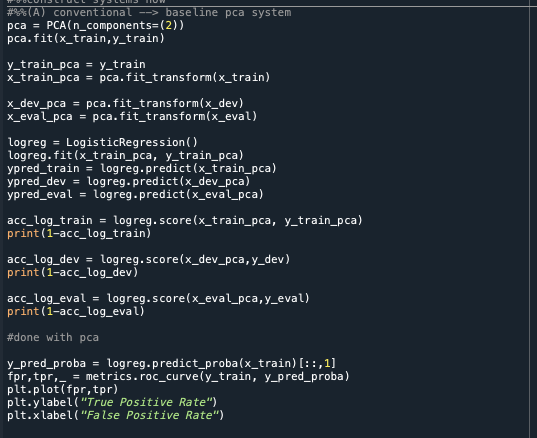 #%%construct systems now
#%%(A) conventional --> baseline pca system
pca = PCA(n_components=(2))
pca.fit(x_train,y_train)
y_train_pca = y_train
x_train_pca = pca.fit_transform(x_train)
x_dev_pca = pca.fit_transform(x_dev)
x_eval_pca = pca.fit_transform(x_eval)
logreg = LogisticRegression()
logreg.fit(x_train_pca, y_train_pca)
ypred_train = logreg.predict(x_train_pca)
ypred_dev = logreg.predict(x_dev_pca)
ypred_eval = logreg.predict(x_eval_pca)
acc_log_train = logreg.score(x_train_pca, y_train_pca)
print(1-acc_log_train)
acc_log_dev = logreg.score(x_dev_pca,y_dev)
print(1-acc_log_dev)
acc_log_eval = logreg.score(x_eval_pca,y_eval)
print(1-acc_log_eval)
#done with pca
y_pred_proba = logreg.predict_proba(x_train)[::,1]
fpr,tpr,_ = metrics.roc_curve(y_train, y_pred_proba)
plt.plot(fpr,tpr)
plt.ylabel(“True Positive Rate“)
plt.xlabel(“False Positive Rate“)